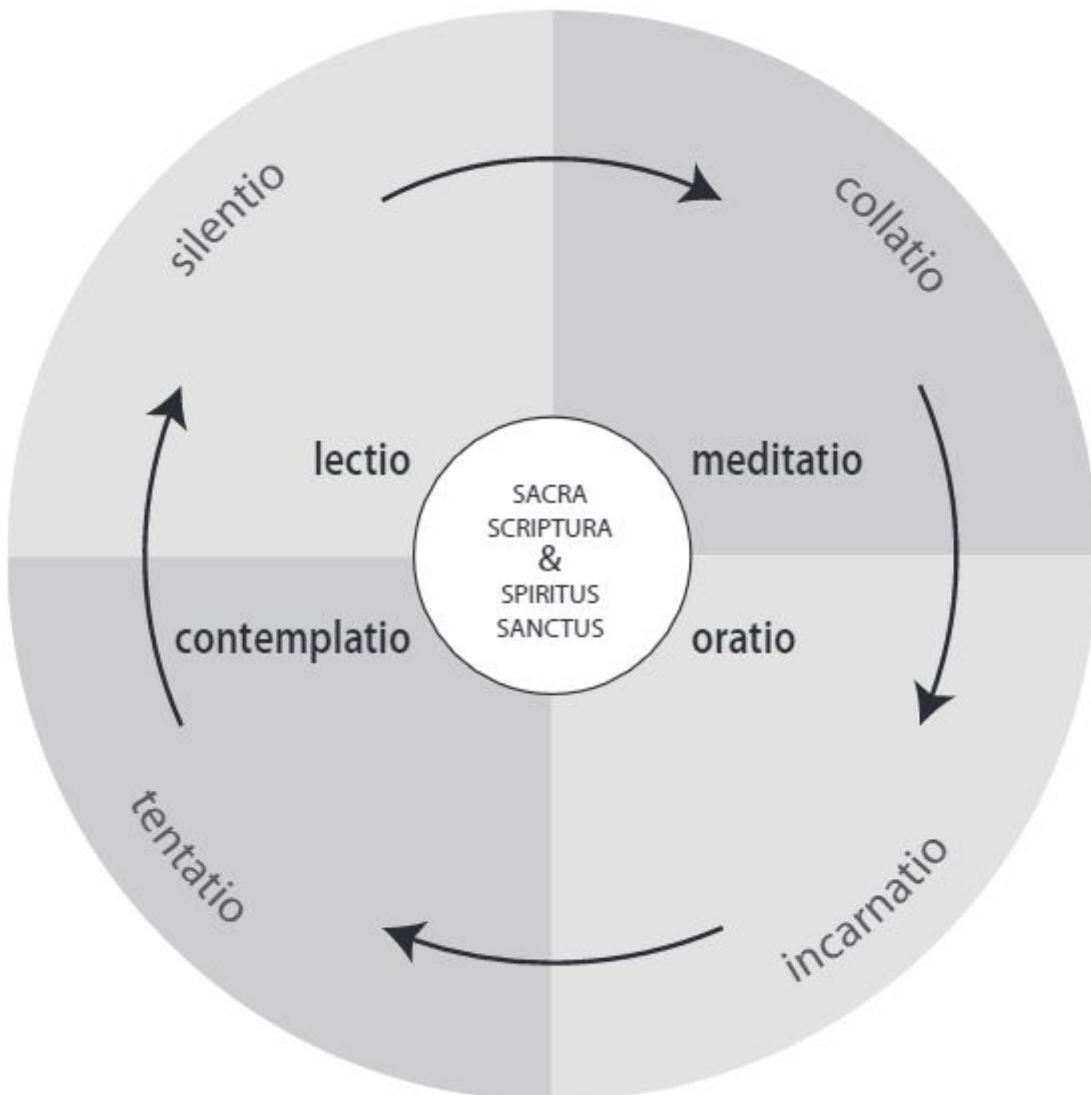 silentio
collatio
lectio
meditatio
SACRA
SCRIPTURA
&
SPIRITUS
SANCTUS
contemplatio
oratio
tentatio
incarnatio